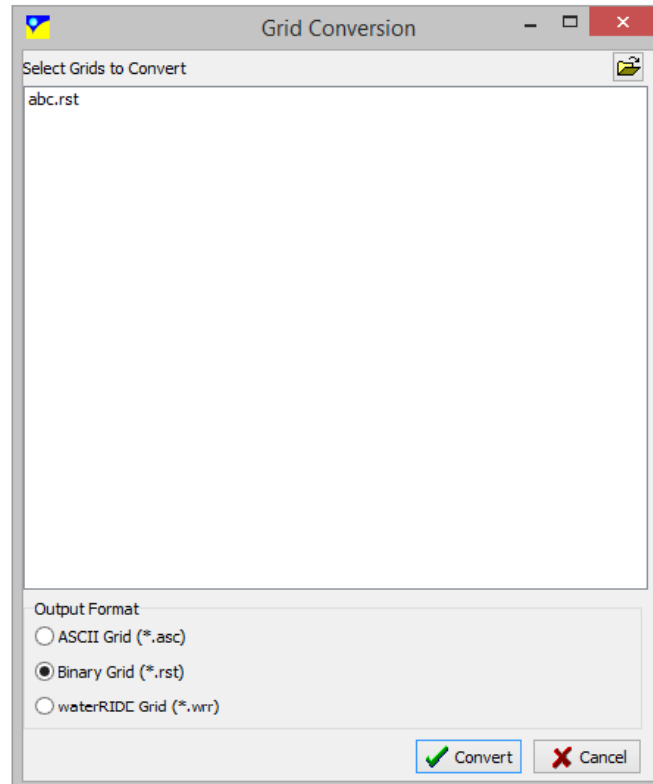 Grid Conversion
Select Grids to Convert
abc.rst
Output Format
ASCII Grid (*.asc)
Binary Grid (*.rst)
waterRIDE Grid (*.wrr)
Convert Cancel